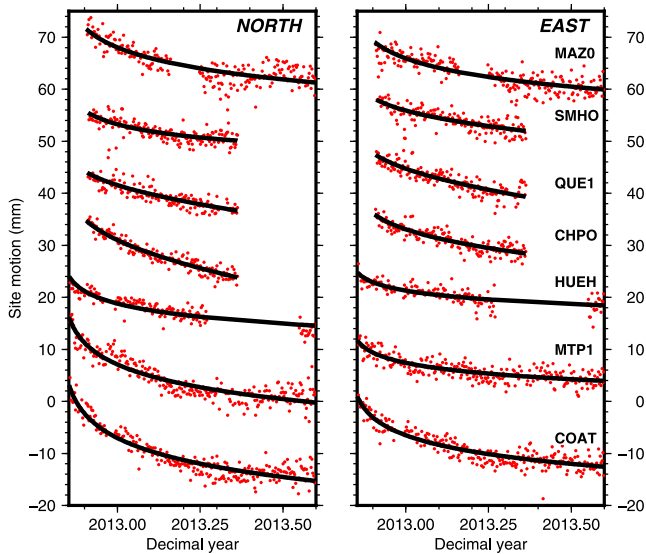 NORTH
EAST
70
60
50
40
30
20
10
0
−10
−20
Site motion (mm)
MAZ0
SMHO
QUE1
CHPO
HUEH
MTP1
COAT
70
60
50
40
30
20
10
0
−10
−20
2013.00 2013.25 2013.50
2013.00 2013.25 2013.50
Decimal year
Decimal year